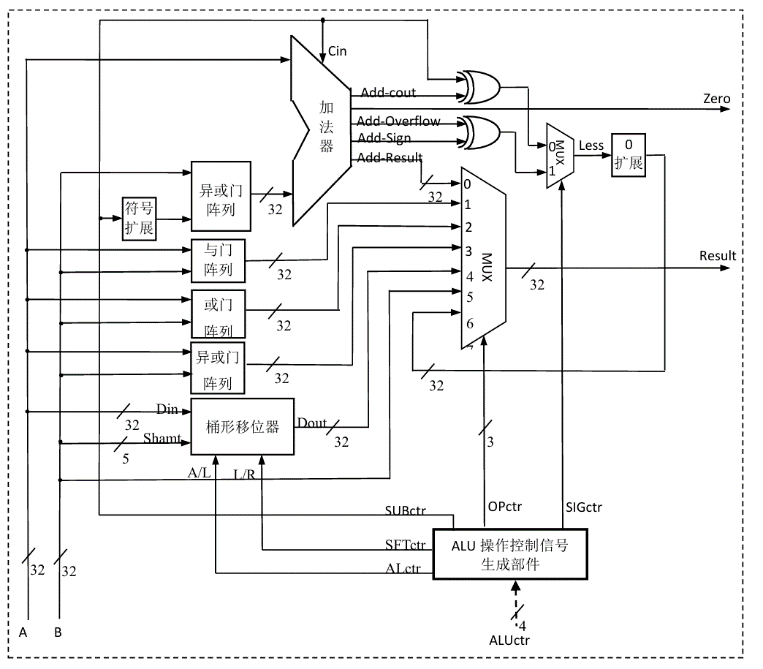 Cin
Add-cout
Zero
加
法
器
Add-Overflow
Add-Sign
Add-Result
0
1
MUX
Less
0
扩展
32
异或门
阵列
32
符号
扩展
0
1
2
3
4
5
6
7
MUX
Result
32
与门
阵列
32
或门
阵列
32
异或门
阵列
32
32
Din
32
Shamt
5
桶形移位器
Dout
32
3
A/L
L/R
SUBctr
OPctr
SIGctr
SFTctr
ALctr
ALU 操作控制信号
生成部件
32
32
4
A
B
ALUctr